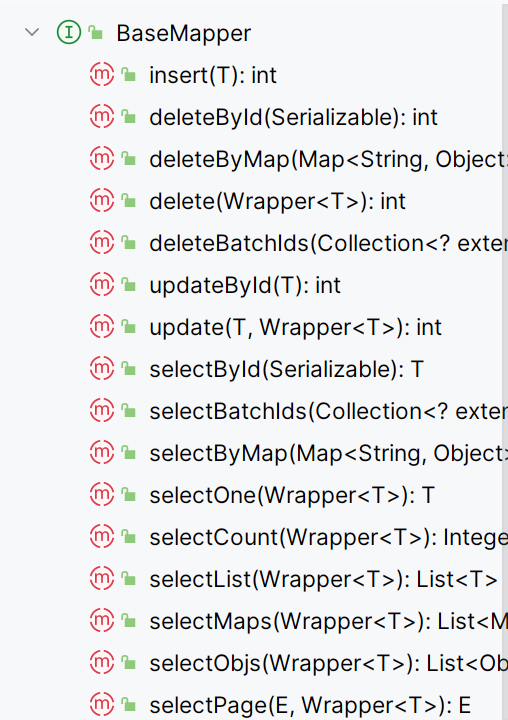 BaseMapper
insert(T): int
deleteById(Serializable): int
deleteByMap(Map<String, Object>
delete(Wrapper<T>): int
deleteBatchIds(Collection<? exter
updateById(T): int
update(T, Wrapper<T>): int
selectById(Serializable): T
selectBatchIds(Collection<? exter
selectByMap(Map<String, Object>
selectOne(Wrapper<T>): T
selectCount(Wrapper<T>): Intege
selectList(Wrapper<T>): List<T>
selectMaps(Wrapper<T>): List<M
selectObjs(Wrapper<T>): List<Ob
selectPage(E, Wrapper<T>): E